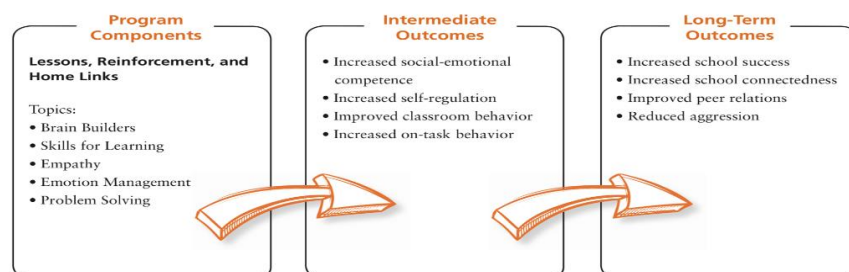 Program
Components
Lessons, Reinforcement, and
Home Links
Topics:
• Brain Builders
• Skills for Learning
• Empathy
• Emotion Management
• Problem Solving
Intermediate
Outcomes
• Increased social-emotional
competence
• Increased self-regulation
• Improved classroom behavior
• Increased on-task behavior
Long-Term
Outcomes
• Increased school success
• Increased school connectedness
• Improved peer relations
• Reduced aggression